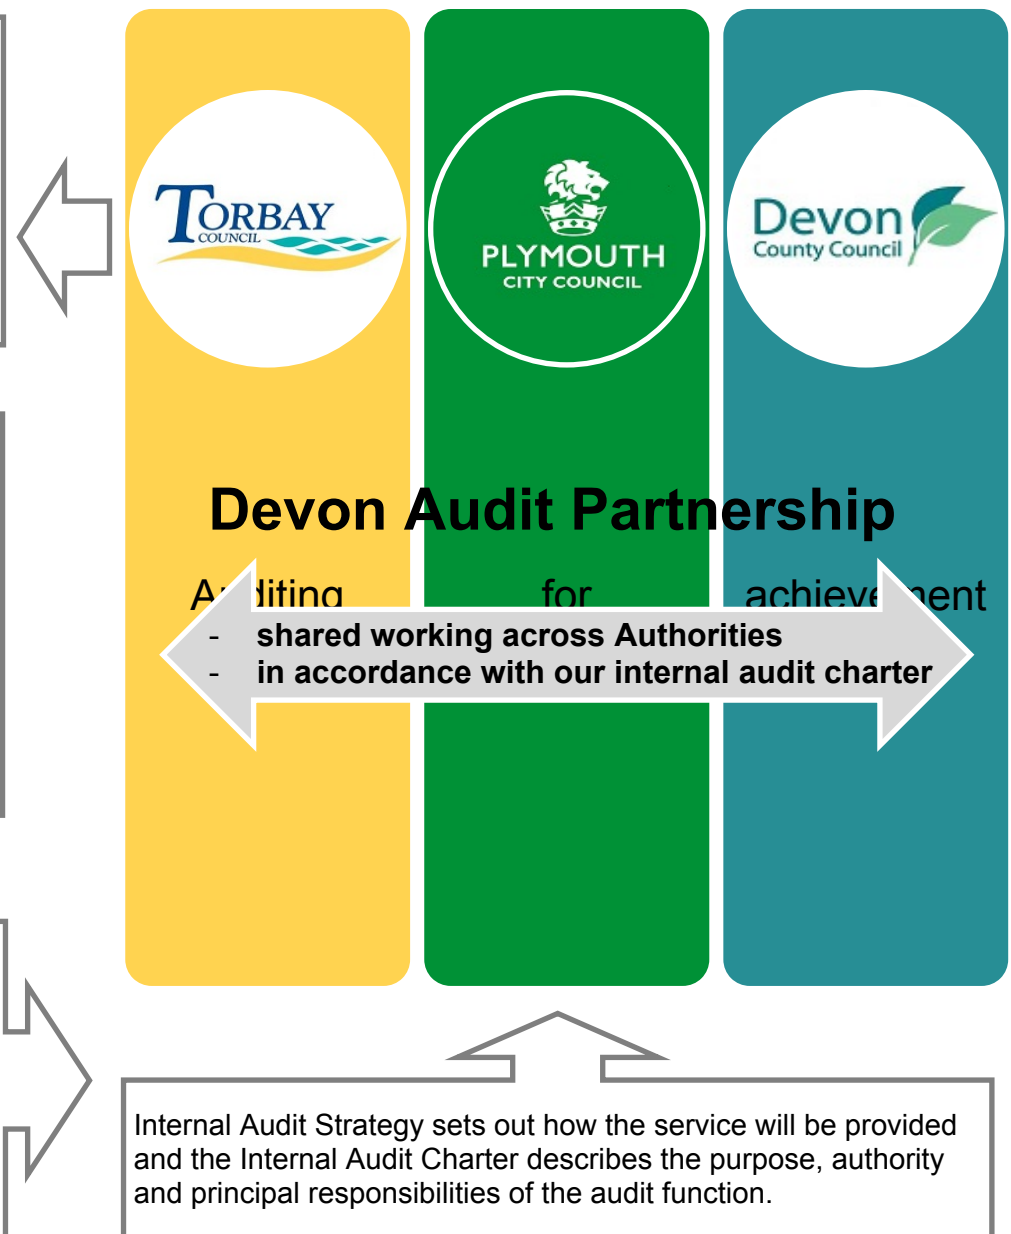 TORBAY
COUNCIL
PLYMOUTH
CITY COUNCIL
Devon
County Council
Devon Audit Partnership
Auditing for achievement
- shared working across Authorities
- in accordance with our internal audit charter
Internal Audit Strategy sets out how the service will be provided
and the Internal Audit Charter describes the purpose, authority
and principal responsibilities of the audit function.